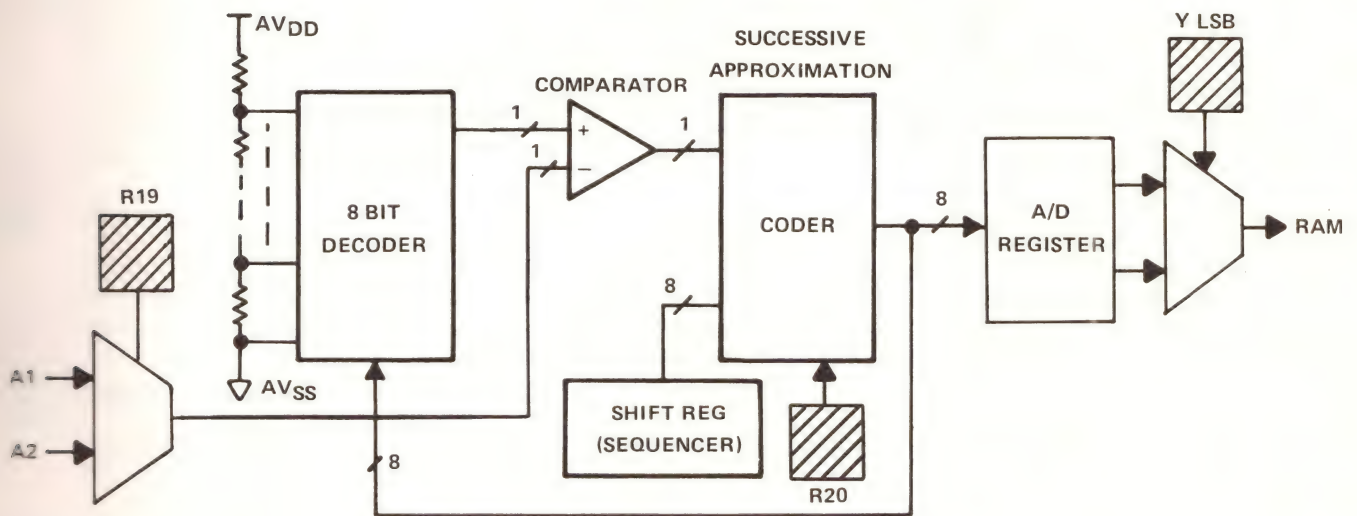 AVDD
Y LSB
SUCCESSIVE
APPROXIMATION
COMPARATOR
1
+
1
1
−
8
R19
8 BIT
DECODER
CODER
A/D
REGISTER
RAM
8
A1
AVSS
SHIFT REG
(SEQUENCER)
A2
8
R20